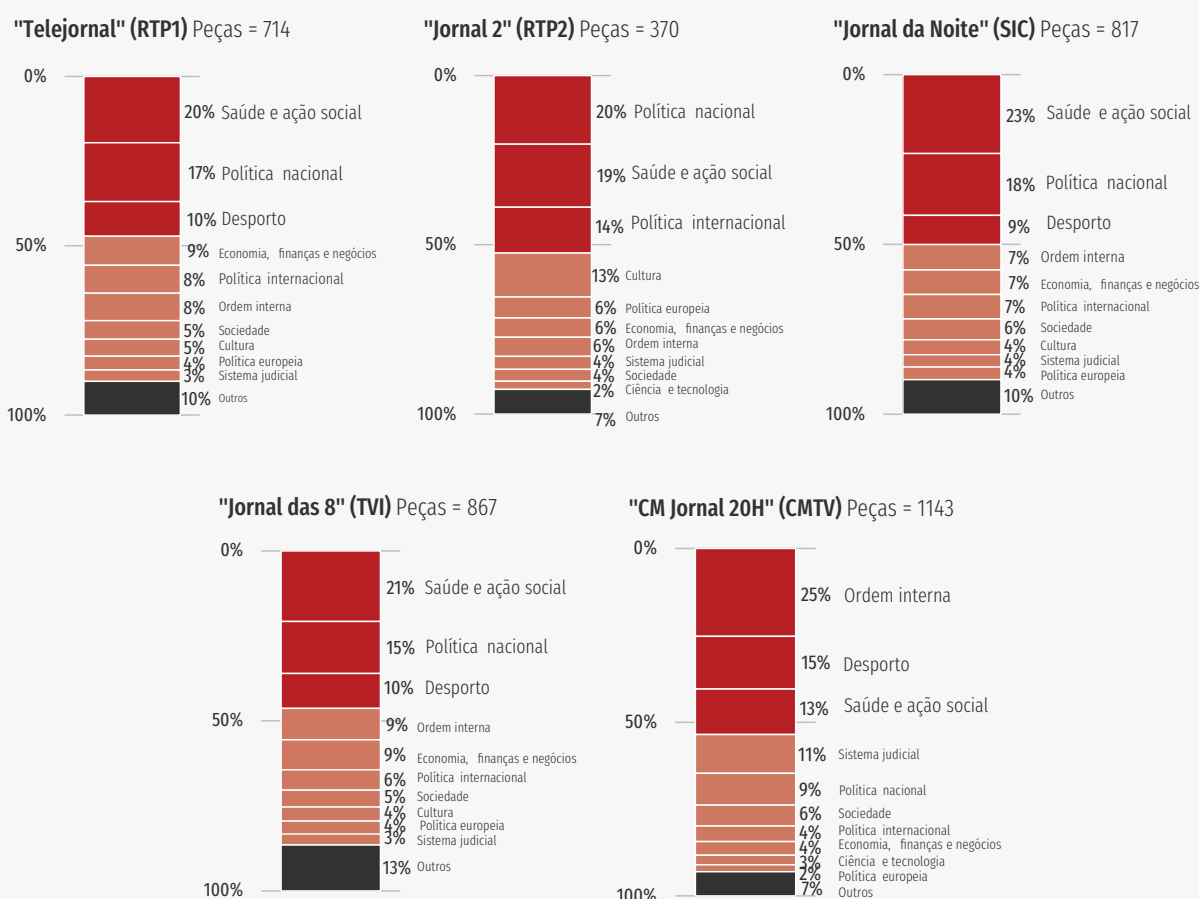 "Telejornal" (RTP1) Peças = 714
0%
20% Saúde e ação social
17% Política nacional
10% Desporto
50%
9% Economia, finanças e negócios
8% Política internacional
8% Ordem interna
5% Sociedade
5% Cultura
4% Política europeia
3% Sistema judicial
10% Outros
100%
"Jornal 2" (RTP2) Peças = 370
0%
20% Política nacional
19% Saúde e ação social
14% Política internacional
50%
13% Cultura
6% Política europeia
6% Economia, finanças e negócios
6% Ordem interna
4% Sistema judicial
4% Sociedade
2% Ciência e tecnologia
100%
7% Outros
"Jornal da Noite" (SIC) Peças = 817
0%
23% Saúde e ação social
18% Política nacional
9% Desporto
50%
7% Ordem interna
7% Economia, finanças e negócios
7% Política internacional
6% Sociedade
4% Cultura
4% Sistema judicial
4% Política europeia
10% Outros
100%
"Jornal das 8" (TVI) Peças = 867
0%
21% Saúde e ação social
15% Política nacional
10% Desporto
50%
9% Ordem interna
9% Economia, finanças e negócios
6% Política internacional
5% Sociedade
4% Cultura
4% Política europeia
3% Sistema judicial
13% Outros
100%
"CM Jornal 20H" (CMTV) Peças = 1143
0%
25% Ordem interna
15% Desporto
13% Saúde e ação social
50%
11% Sistema judicial
9% Política nacional
6% Sociedade
4% Política internacional
4% Economia, finanças e negócios
3% Ciência e tecnologia
2% Política europeia
7% Outros
100%